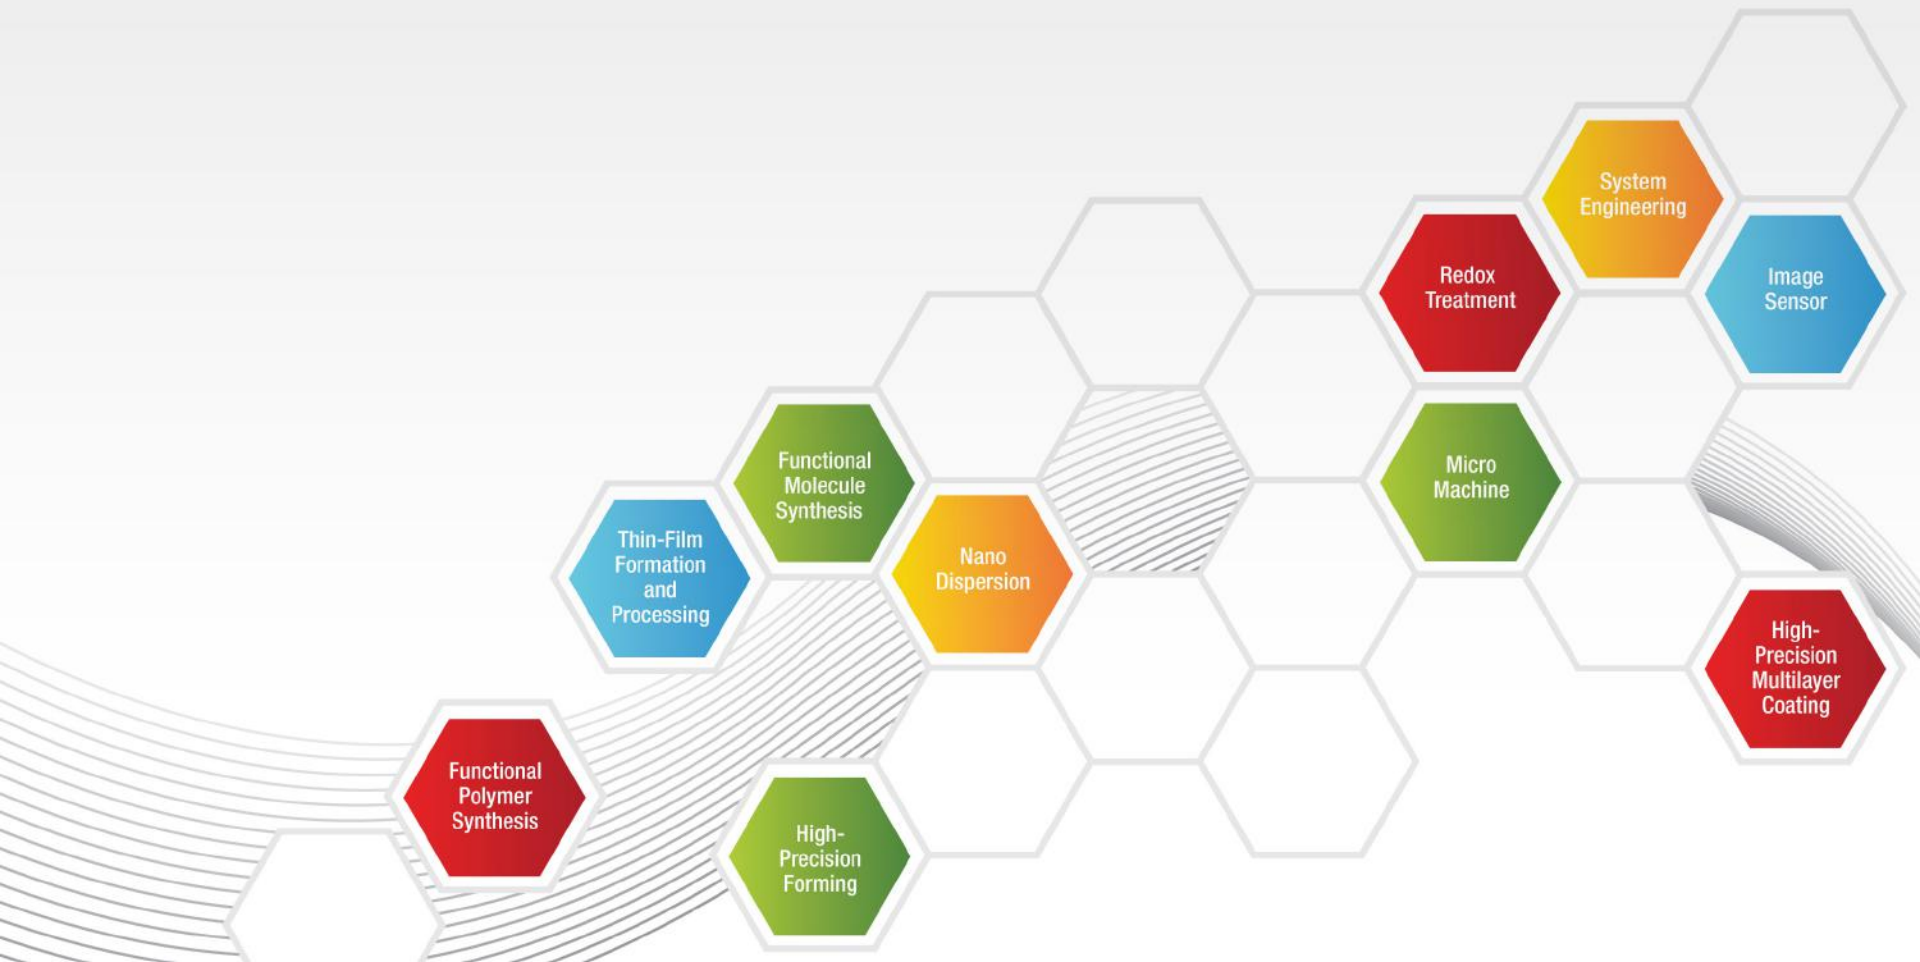 System
Engineering
Redox
Treatment
Image
Sensor
Functional
Molecule
Synthesis
Micro
Machine
Thin-Film
Formation
and
Processing
Nano
Dispersion
High-
Precision
Multilayer
Coating
Functional
Polymer
Synthesis
High-
Precision
Forming